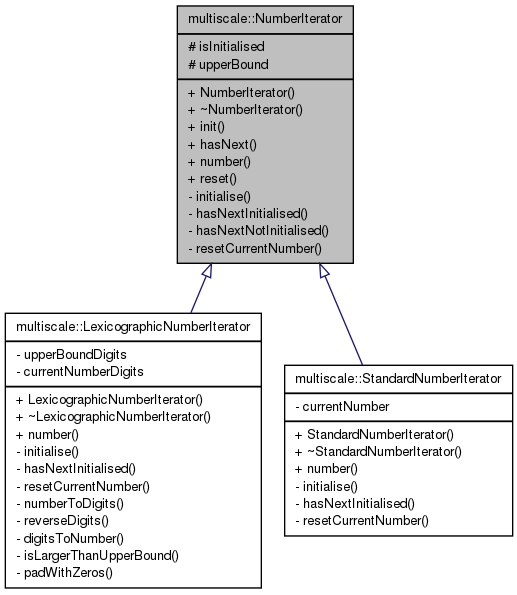 multiscale::NumberIterator
# isInitialised
# upperBound
+ NumberIterator()
+ ~NumberIterator()
+ init()
+ hasNext()
+ number()
+ reset()
- initialise()
- hasNextInitialised()
- hasNextNotInitialised()
- resetCurrentNumber()
multiscale::LexicographicNumberIterator
- upperBoundDigits
- currentNumberDigits
+ LexicographicNumberIterator()
+ ~LexicographicNumberIterator()
+ number()
- initialise()
- hasNextInitialised()
- resetCurrentNumber()
- numberToDigits()
- reverseDigits()
- digitsToNumber()
- isLargerThanUpperBound()
- padWithZeros()
multiscale::StandardNumberIterator
- currentNumber
+ StandardNumberIterator()
+ ~StandardNumberIterator()
+ number()
- initialise()
- hasNextInitialised()
- resetCurrentNumber()